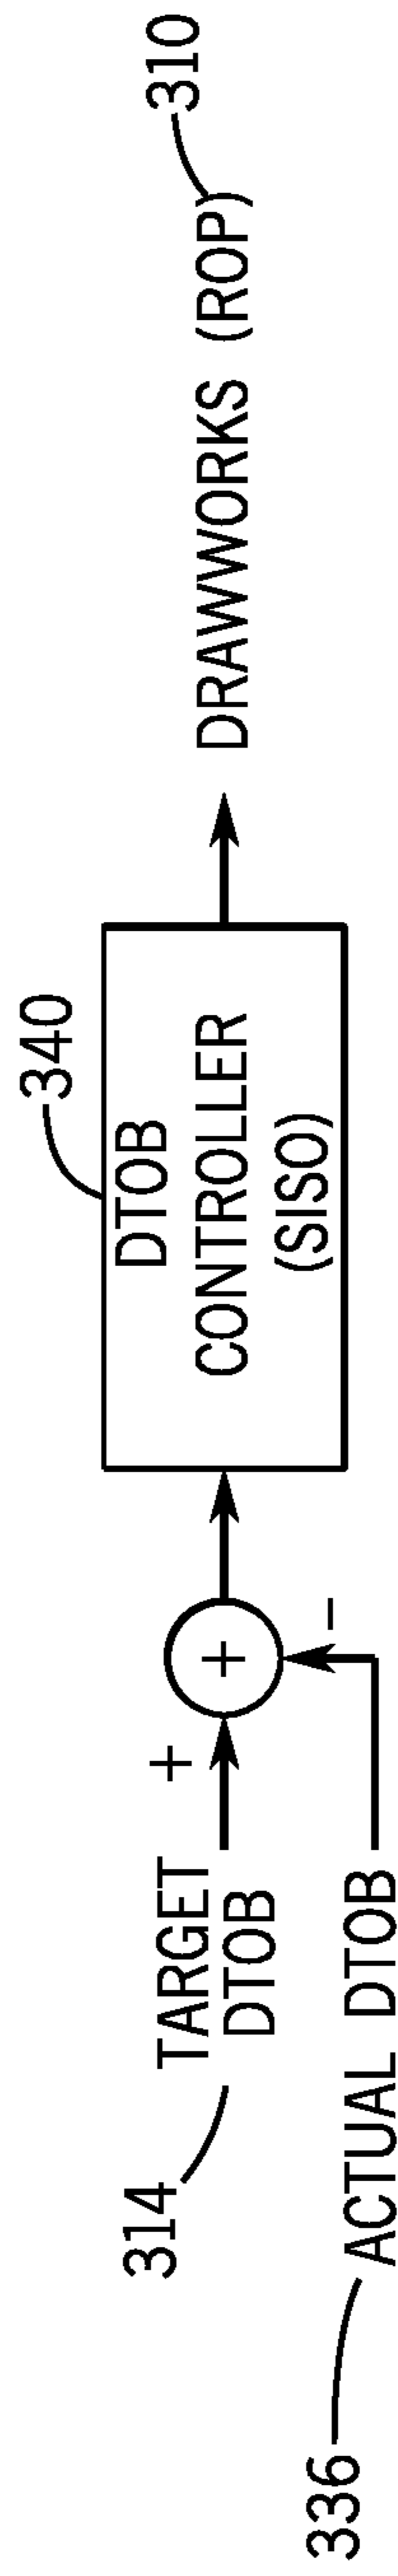 314
TARGET
DTOB
+
336
ACTUAL DTOB
-
+
340
DTOB
CONTROLLER
(SISO)
DRAWWORKS (ROP)
310